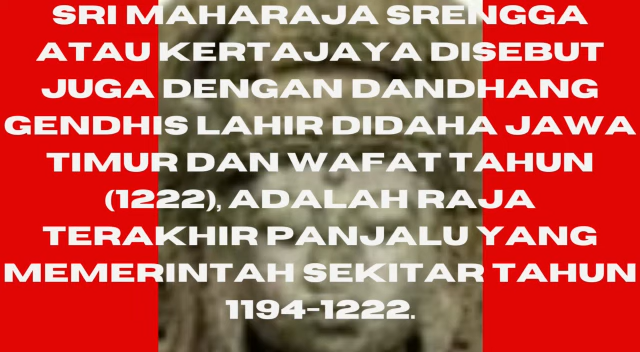 SRI MAHARAJA SRENGGA
ATAU KERTAJAYA DISEBUT
JUGA DENGAN DANDHANG
GENDHIS LAHIR DIDAHA JAWA
TIMUR DAN WAFAT TAHUN
(1222), ADALAH RAJA
TERAKHIR PANJALU YANG
MEMERINTAH SEKITAR TAHUN
1194-1222.